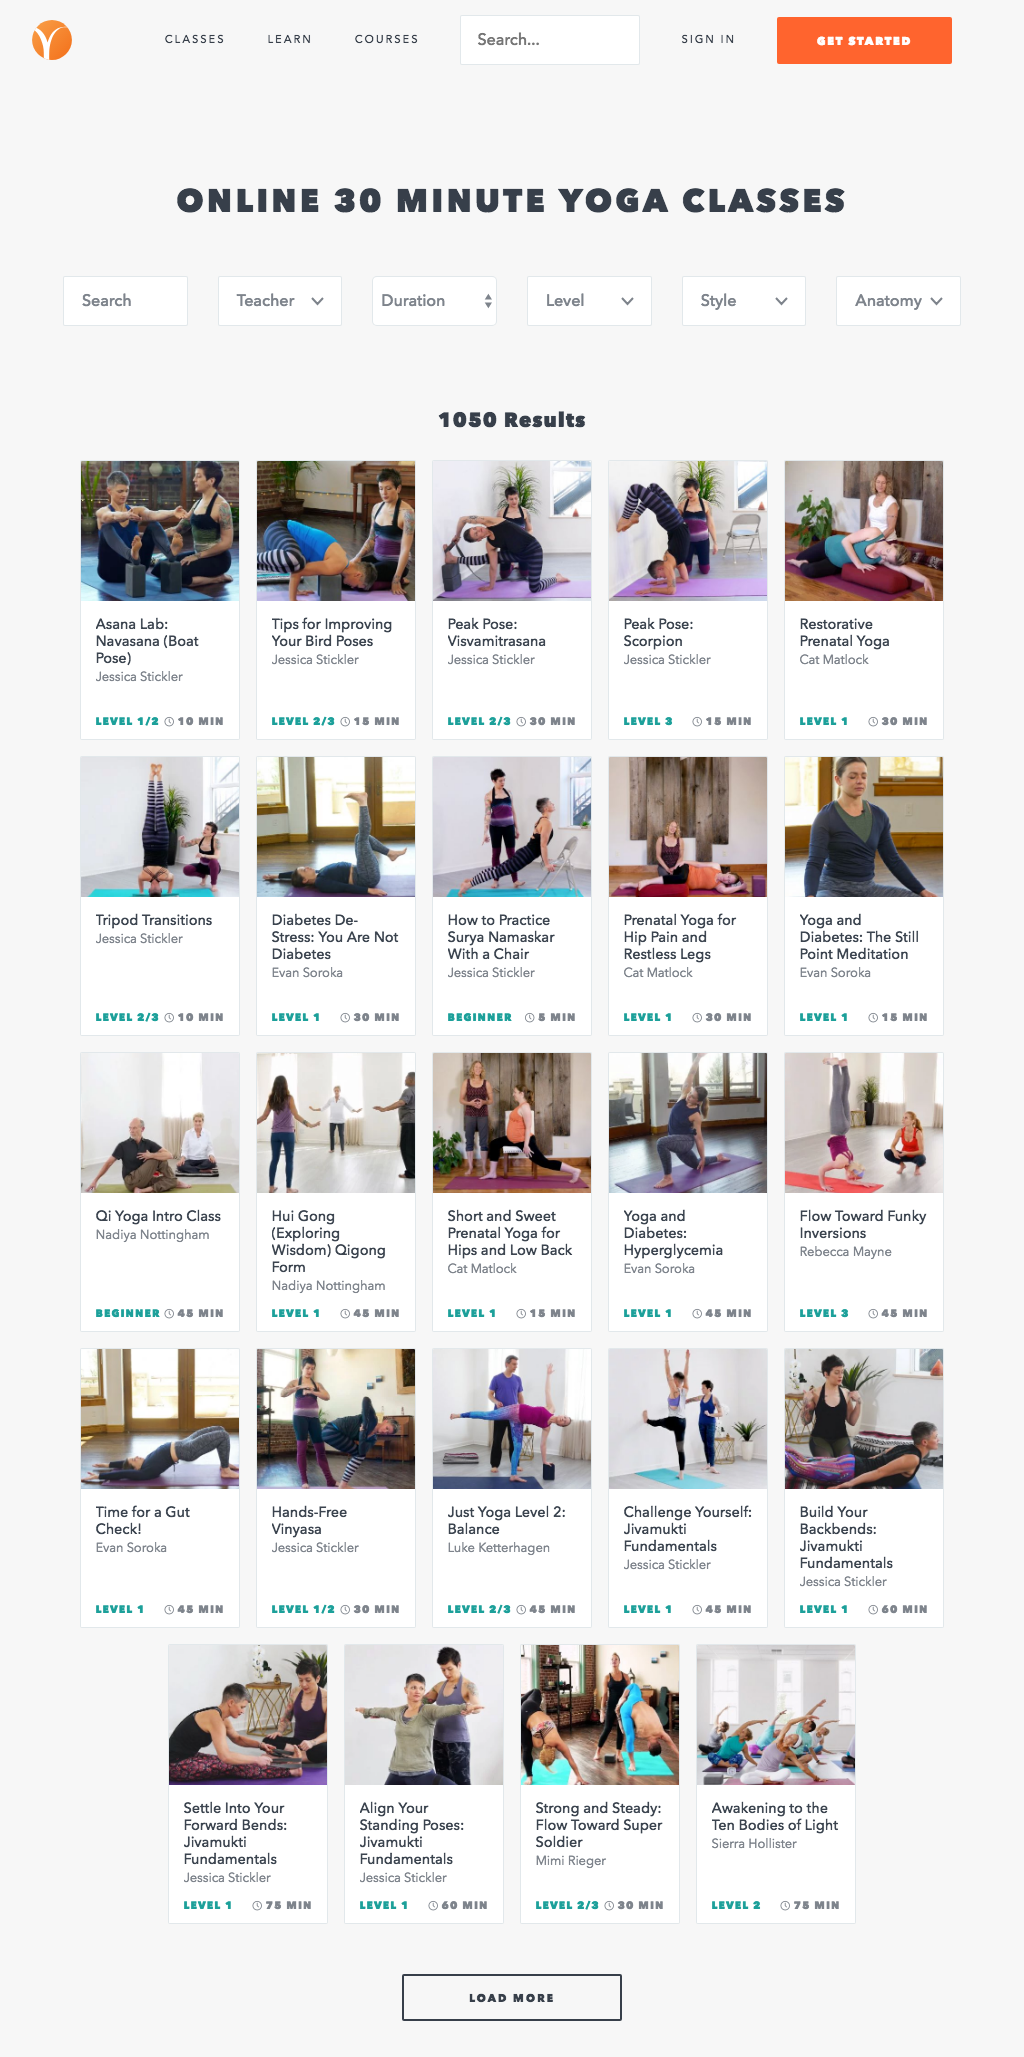 CLASSES
LEARN
COURSES
Search...
SIGN IN
GET STARTED
ONLINE 30 MINUTE YOGA CLASSES
Search
Teacher
Duration
Level
Style
Anatomy
1050 Results
Asana Lab:
Navasana (Boat
Pose)
Jessica Stickler
LEVEL 1/2 10 MIN
Tips for Improving
Your Bird Poses
Jessica Stickler
LEVEL 2/3 15 MIN
Peak Pose:
Visvamitrasana
Jessica Stickler
LEVEL 2/3 30 MIN
Peak Pose:
Scorpion
Jessica Stickler
LEVEL 3 15 MIN
Restorative
Prenatal Yoga
Cat Matlock
LEVEL 1 30 MIN
Tripod Transitions
Jessica Stickler
LEVEL 2/3 10 MIN
Diabetes De-
Stress: You Are Not
Diabetes
Evan Soroka
LEVEL 1 30 MIN
How to Practice
Surya Namaskar
With a Chair
Jessica Stickler
BEGINNER 5 MIN
Prenatal Yoga for
Hip Pain and
Restless Legs
Cat Matlock
LEVEL 1 30 MIN
Yoga and
Diabetes: The Still
Point Meditation
Evan Soroka
LEVEL 1 15 MIN
Qi Yoga Intro Class
Nadiya Nottingham
BEGINNER 45 MIN
Hui Gong
(Exploring
Wisdom) Qigong
Form
Nadiya Nottingham
LEVEL 1 45 MIN
Short and Sweet
Prenatal Yoga for
Hips and Low Back
Cat Matlock
LEVEL 1 15 MIN
Yoga and
Diabetes:
Hyperglycemia
Evan Soroka
LEVEL 1 45 MIN
Flow Toward Funky
Inversions
Rebecca Mayne
LEVEL 3 45 MIN
Time for a Gut
Check!
Evan Soroka
LEVEL 1 45 MIN
Hands-Free
Vinyasa
Jessica Stickler
LEVEL 1/2 30 MIN
Just Yoga Level 2:
Balance
Luke Ketterhagen
LEVEL 2/3 45 MIN
Challenge Yourself:
Jivamukti
Fundamentals
Jessica Stickler
LEVEL 1 45 MIN
Build Your
Backbends:
Jivamukti
Fundamentals
Jessica Stickler
LEVEL 1 60 MIN
Settle Into Your
Forward Bends:
Jivamukti
Fundamentals
Jessica Stickler
LEVEL 1 75 MIN
Align Your
Standing Poses:
Jivamukti
Fundamentals
Jessica Stickler
LEVEL 1 60 MIN
Strong and Steady:
Flow Toward Super
Soldier
Mimi Rieger
LEVEL 2/3 30 MIN
Awakening to the
Ten Bodies of Light
Sierra Hollister
LEVEL 2 75 MIN
LOAD MORE